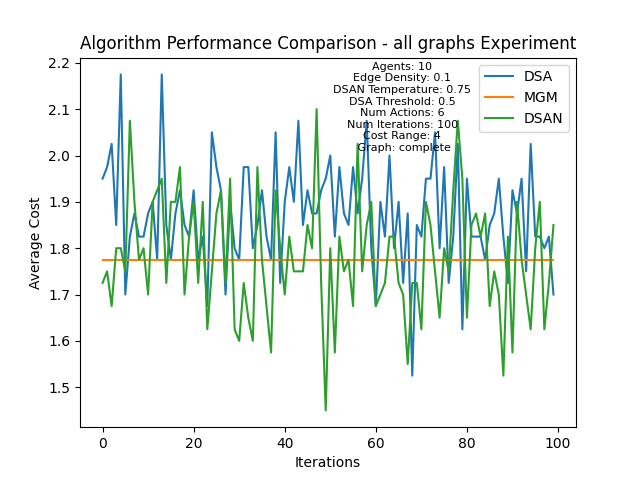 Algorithm Performance Comparison - all graphs Experiment
Agents: 10
Edge Density: 0.1
DSAN Temperature: 0.75
DSA Threshold: 0.5
Num Actions: 6
Num Iterations: 100
Cost Range: 4
Graph: complete
DSA
MGM
DSAN
Average Cost
2.2
2.1
2.0
1.9
1.8
1.7
1.6
1.5
0
20
40
60
80
100
Iterations